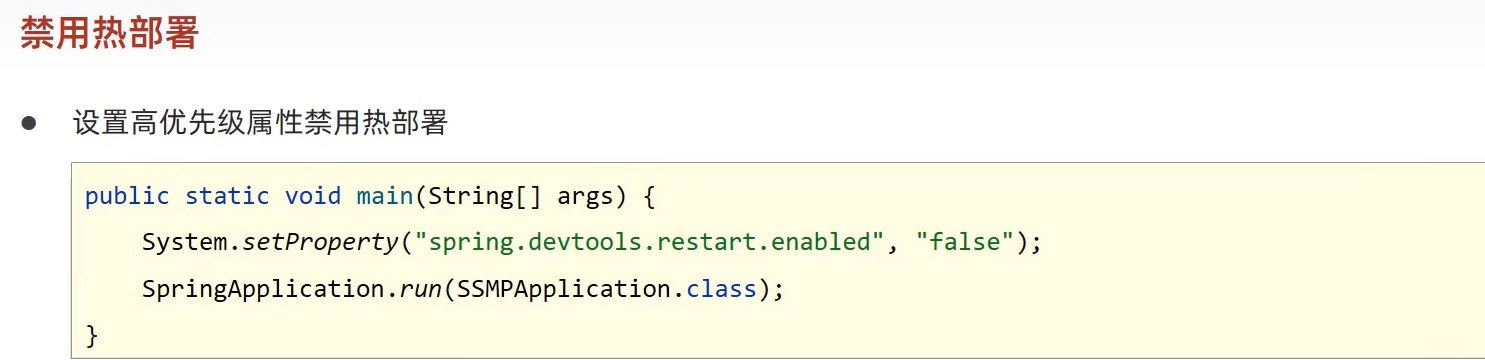 禁用热部署
● 设置高优先级属性禁用热部署
public static void main(String[] args) {
    System.setProperty("spring.devtools.restart.enabled", "false");
    SpringApplication.run(SSMPApplication.class);
}